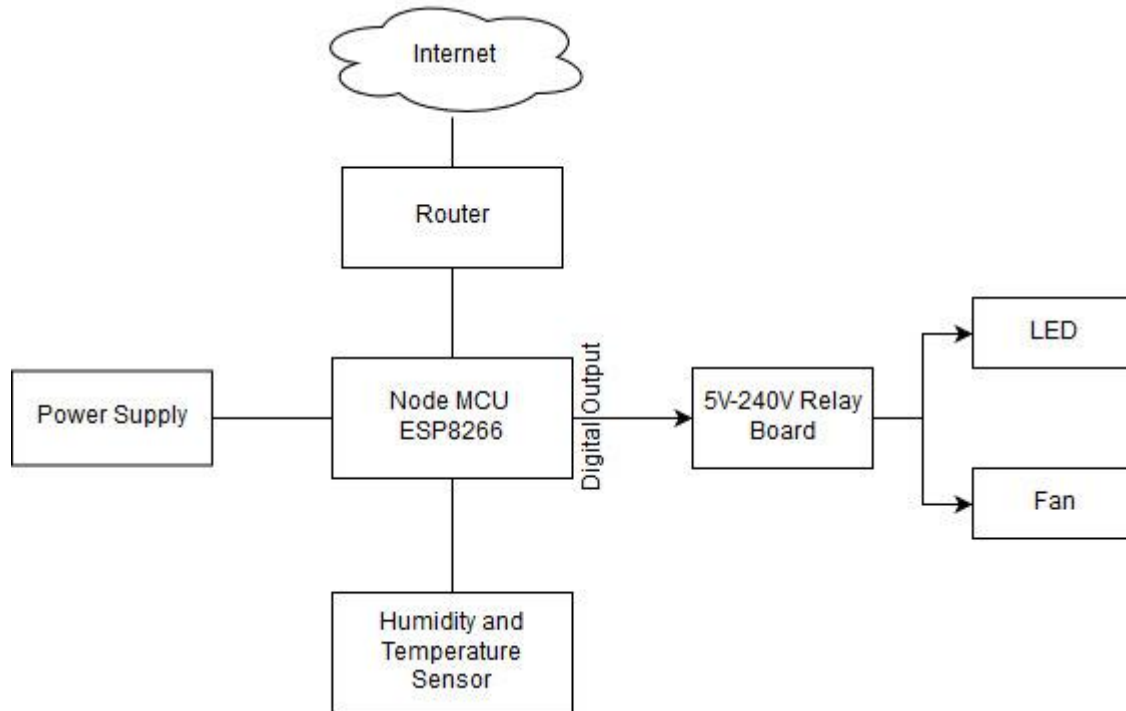 Internet
Router
Power Supply
Node MCU
ESP8266
Digital Output
5V-240V Relay
Board
LED
Fan
Humidity and
Temperature
Sensor